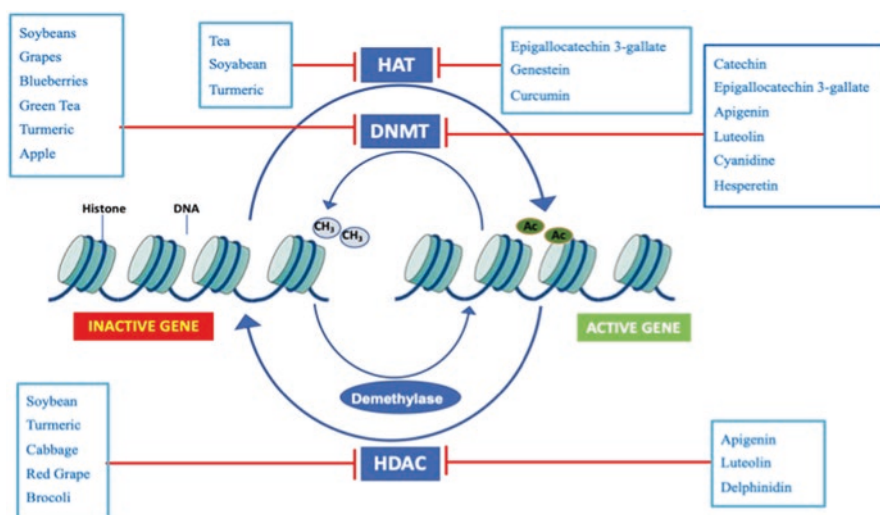 Soybeans
Grapes
Blueberries
Green Tea
Turmeric
Apple
Tea
Soyabean
Turmeric
HAT
Epigallocatechin 3-gallate
Genestein
Curcumin
DNMT
Catechin
Epigallocatechin 3-gallate
Apigenin
Luteolin
Cyanidine
Hesperetin
Histone
DNA
CH3
CH3
Ac
Ac
INACTIVE GENE
ACTIVE GENE
Demethylase
Soybean
Turmeric
Cabbage
Red Grape
Brocoli
HDAC
Apigenin
Luteolin
Delphinidin